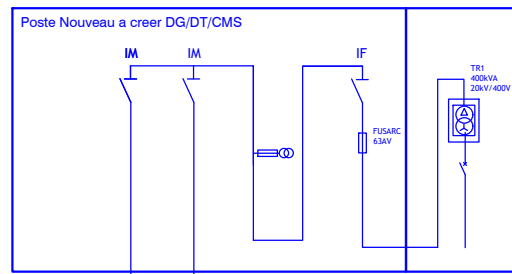 Poste Nouveau a creer DG/DT/CMS
IM
IM
IF
TR1
400kVA
20kV/400V
FUSARC
63AV